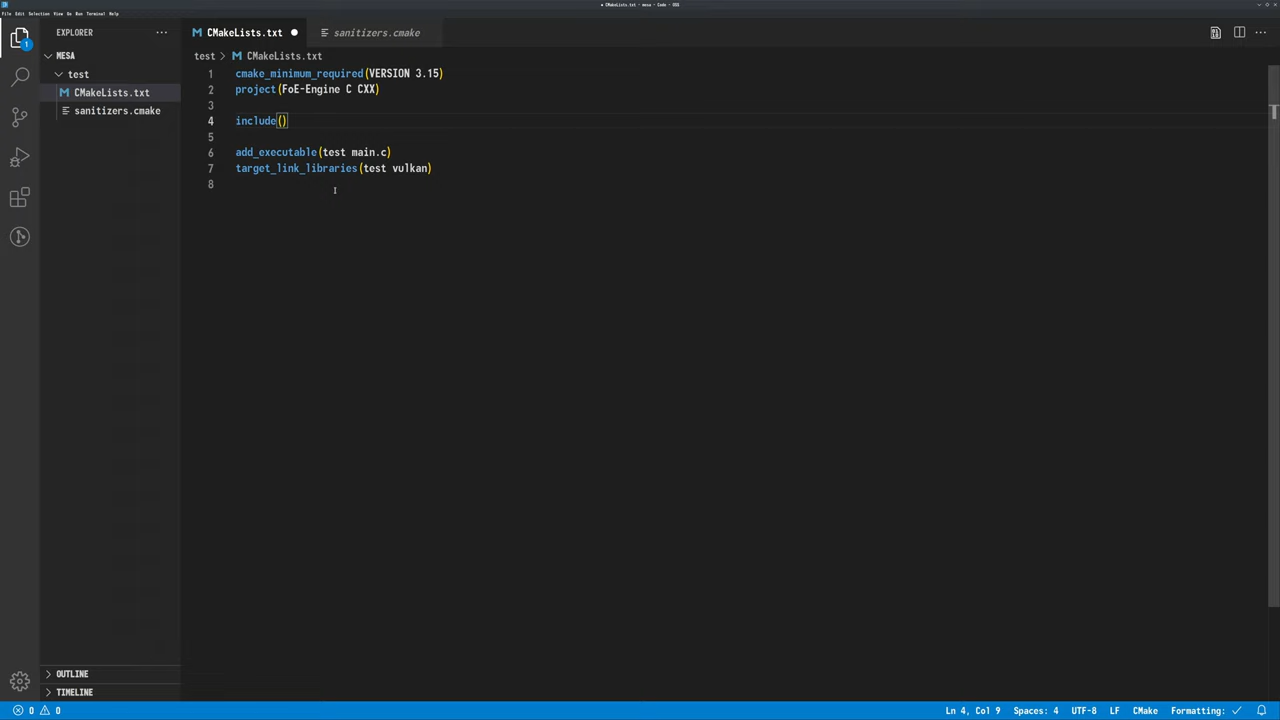 ● CMakeLists.txt - mesa - Code - OSS
File Edit Selection View Go Run Terminal Help
EXPLORER
CMakeLists.txt
sanitizers.cmake
MESA
test
CMakeLists.txt
sanitizers.cmake
OUTLINE
TIMELINE
test > CMakeLists.txt
1 cmake_minimum_required(VERSION 3.15)
2 project(FoE-Engine C CXX)
3
4 include()
5
6 add_executable(test main.c)
7 target_link_libraries(test vulkan)
8
1
0 0
Ln 4, Col 9 Spaces: 4 UTF-8 LF CMake Formatting: ✓